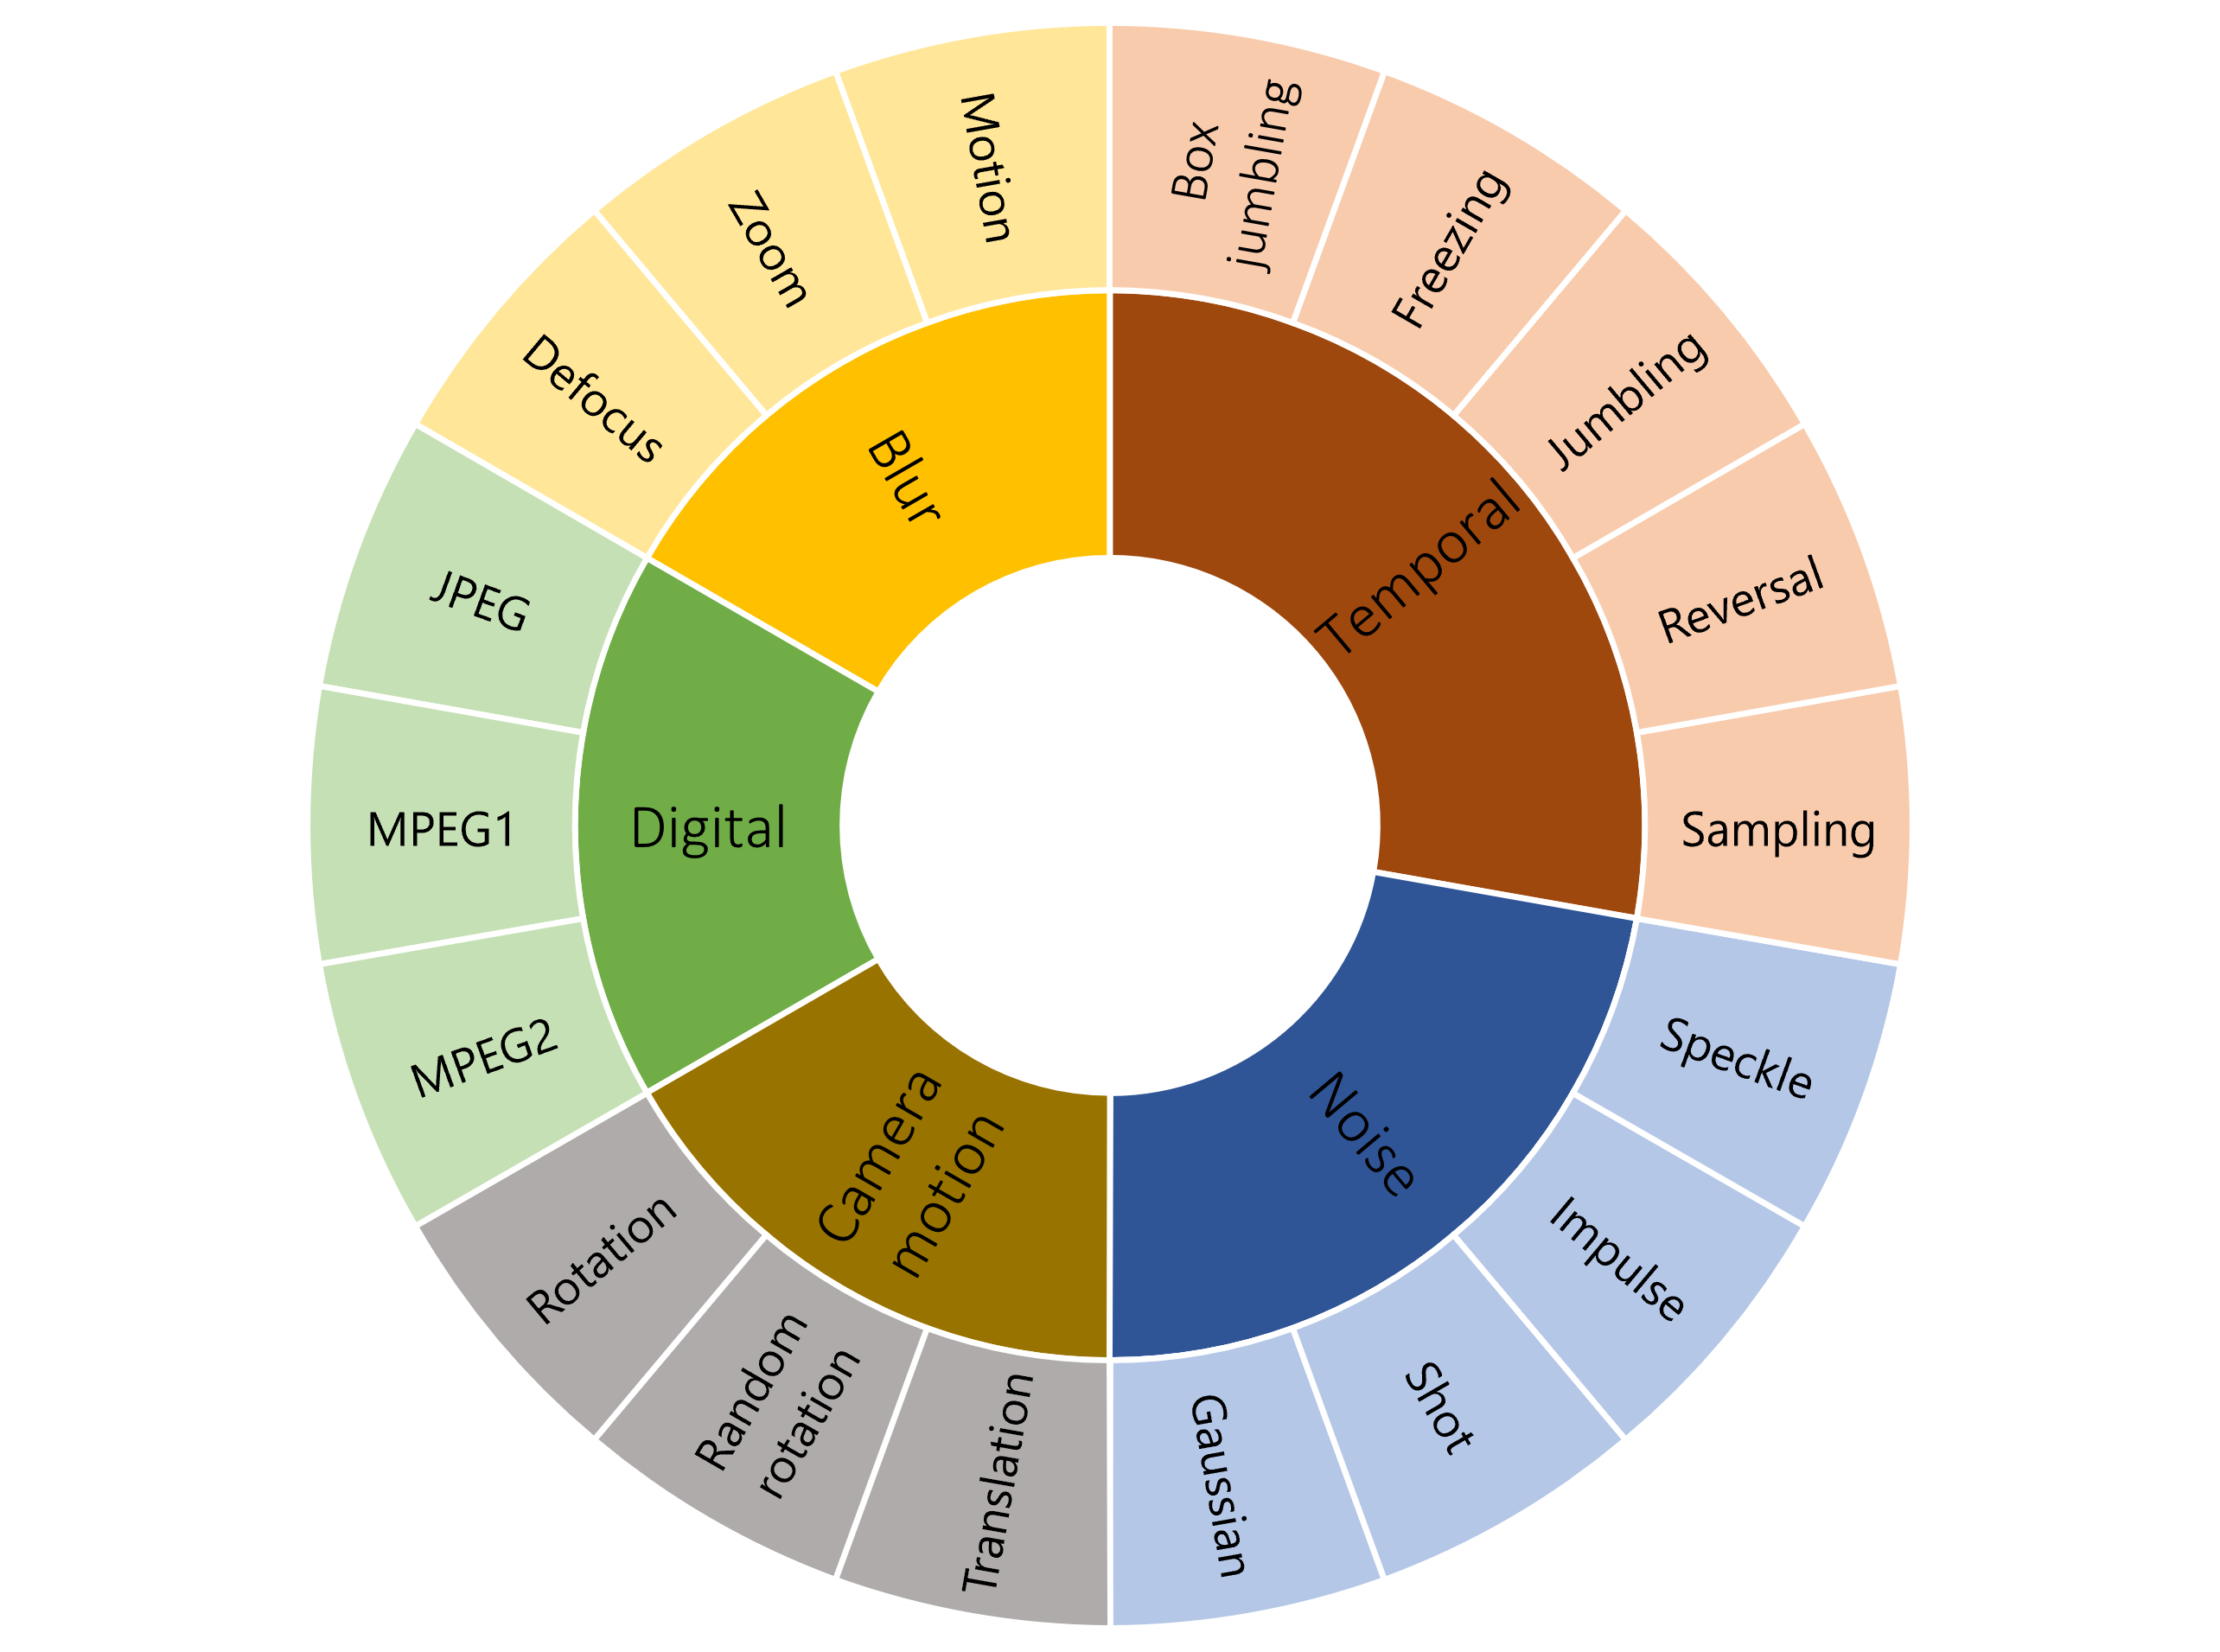 Temporal
Box
jumbling
Freezing
Jumbling
Reversal
Sampling
Noise
Speckle
Impulse
Shot
Gaussian
Camera
motion
Translation
Random
rotation
Rotation
Digital
MPEG2
MPEG1
JPEG
Blur
Defocus
Zoom
Motion